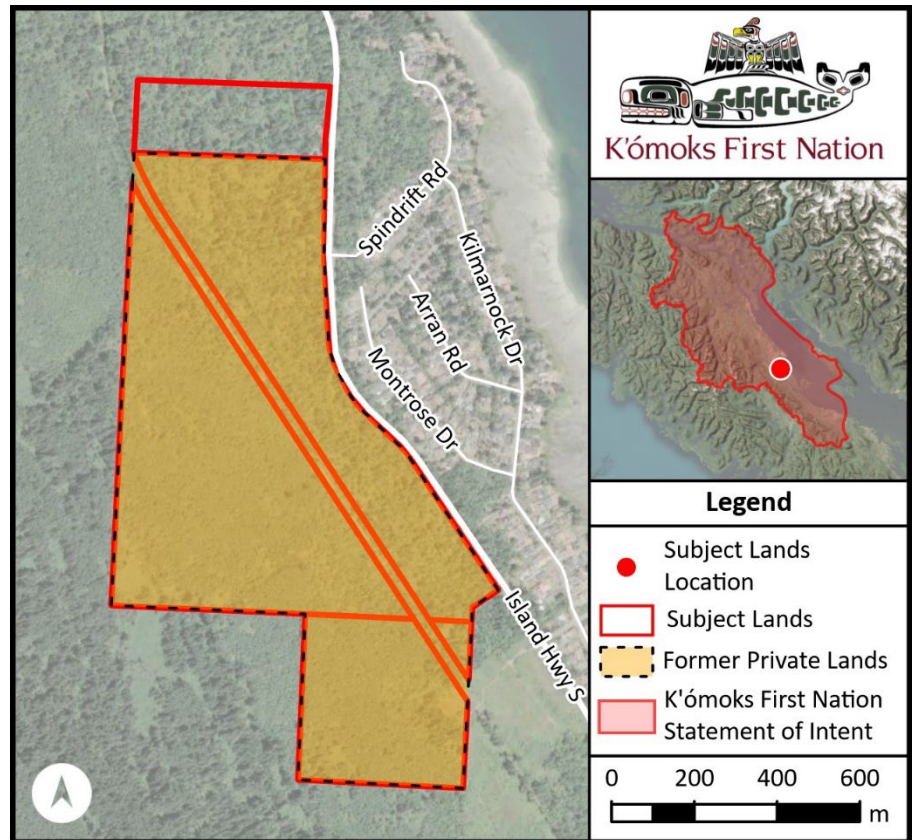 Spindrift Rd
Kilmarnock Dr
Arran Rd
Montrose Dr
Island Hwy S
K'ómoks First Nation
Legend
Subject Lands
Location
Subject Lands
Former Private Lands
K'ómoks First Nation
Statement of Intent
0 200 400 600
m